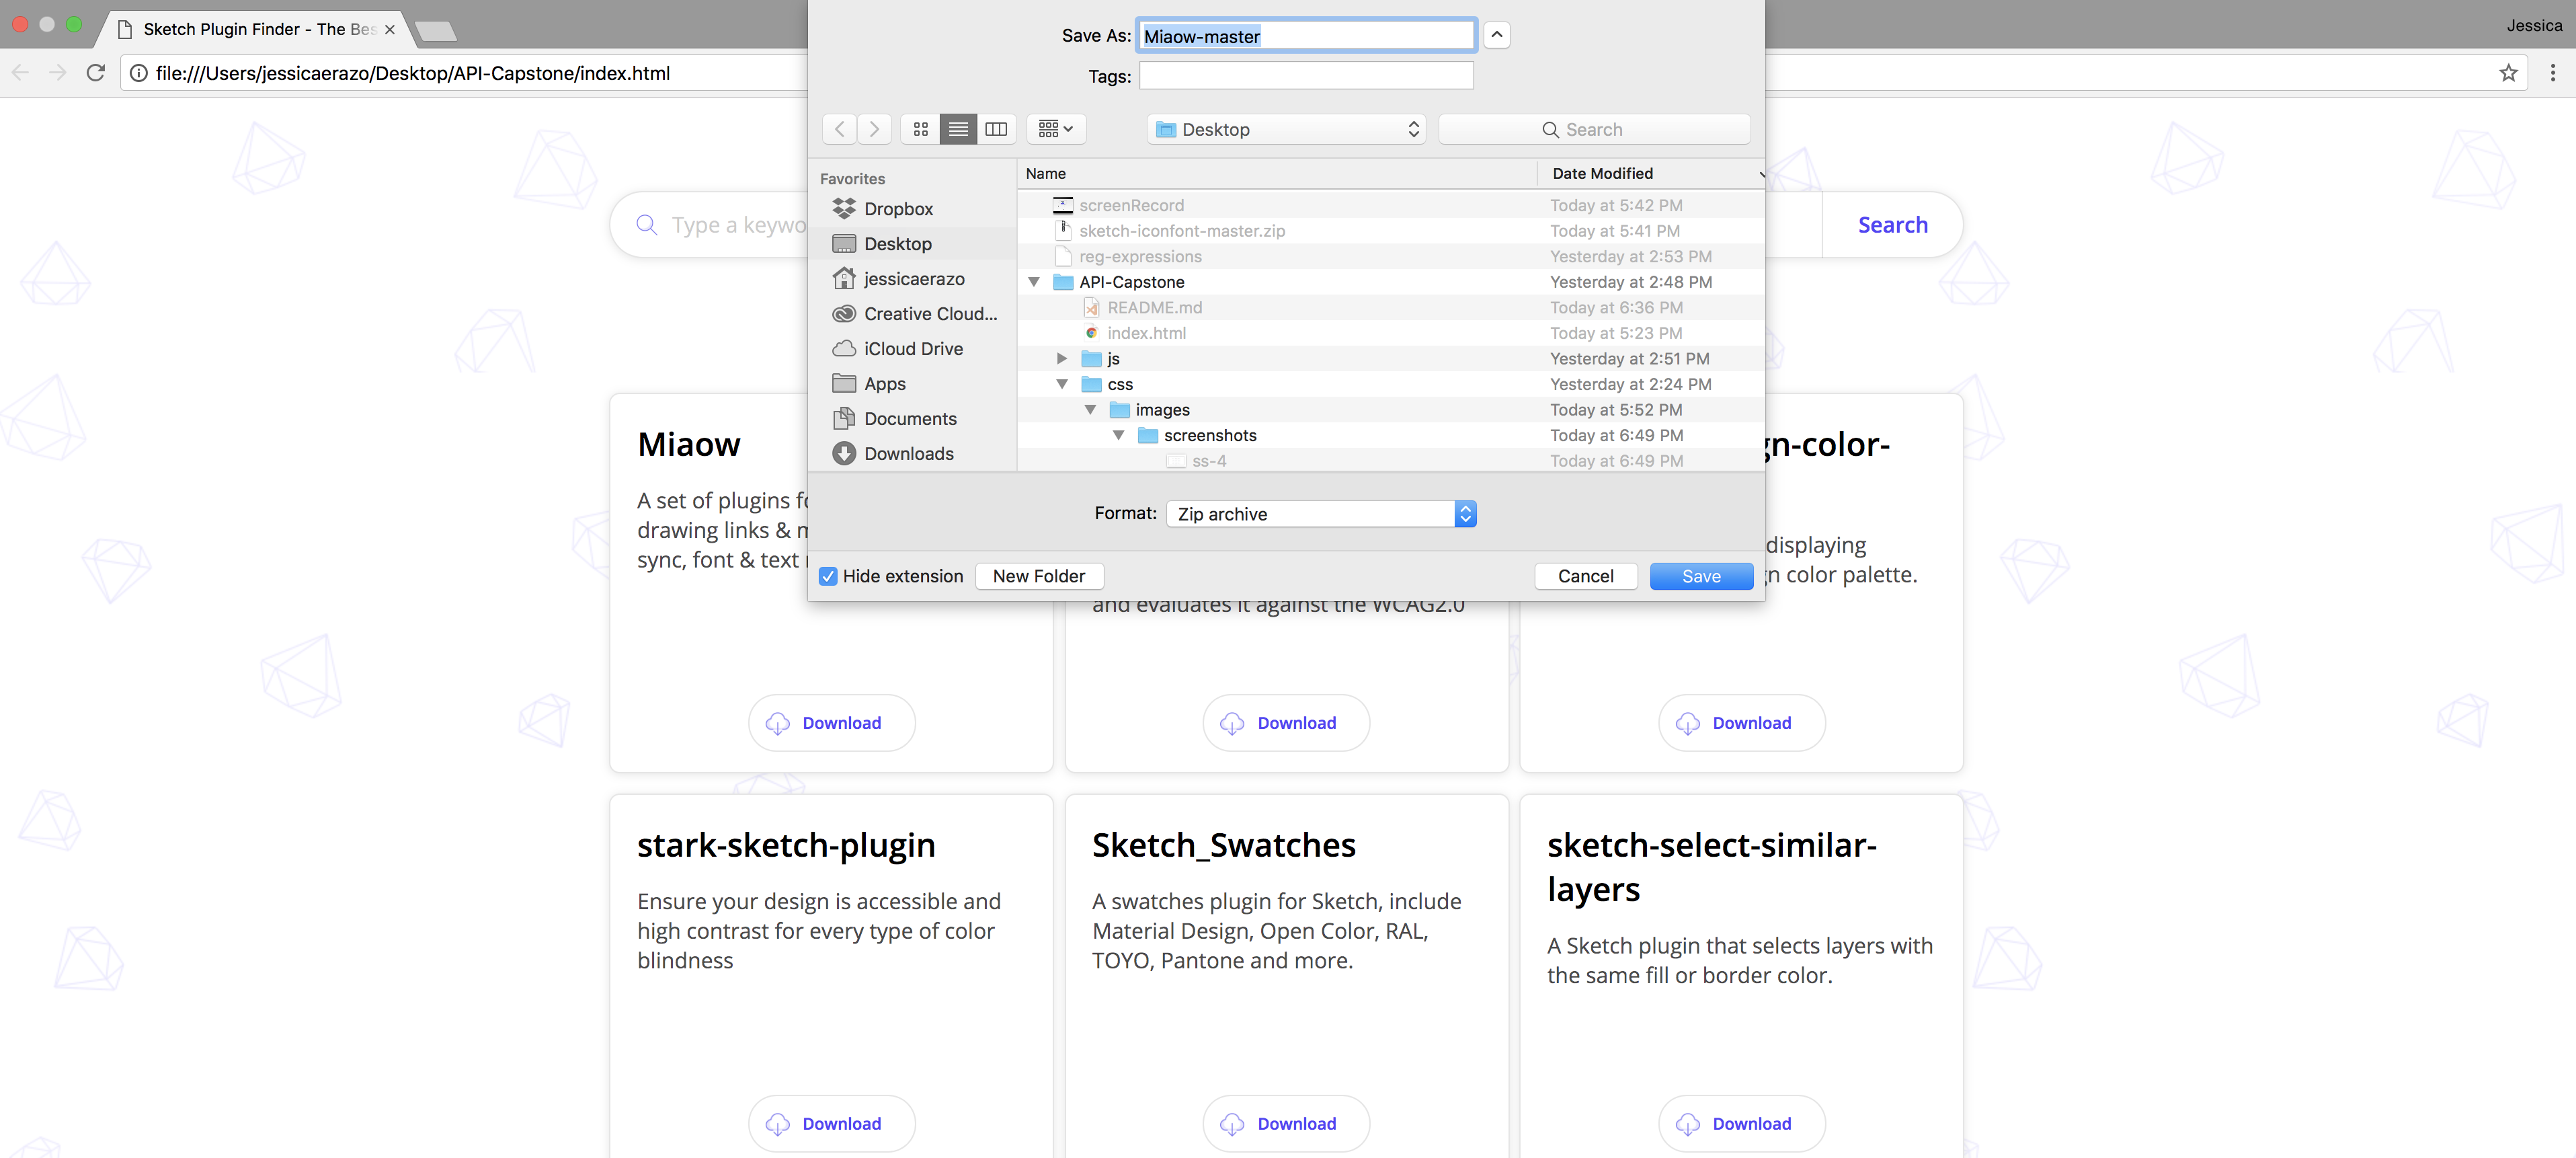 Sketch Plugin Finder - The Bes
Jessica
file:///Users/jessicaerazo/Desktop/API-Capstone/index.html
Save As: Miaow-master
Tags:
Desktop
Search
Favorites
Dropbox
Desktop
jessicaerazo
Creative Cloud...
iCloud Drive
Apps
Documents
Downloads
Name Date Modified
screenRecord Today at 5:42 PM
sketch-iconfont-master.zip Today at 5:41 PM
reg-expressions Yesterday at 2:53 PM
API-Capstone Yesterday at 2:48 PM
README.md Today at 6:36 PM
index.html Today at 5:23 PM
js Yesterday at 2:51 PM
css Yesterday at 2:24 PM
images Today at 5:52 PM
screenshots Today at 6:49 PM
ss-4 Today at 6:49 PM
Format: Zip archive
Hide extension New Folder Cancel Save
Type a keywo
Search
Miaow
A set of plugins fo
drawing links & m
sync, font & text
Download
and evaluates it against the WCAG2.0
Download
gn-color-
displaying
n color palette.
Download
stark-sketch-plugin
Ensure your design is accessible and
high contrast for every type of color
blindness
Download
Sketch_Swatches
A swatches plugin for Sketch, include
Material Design, Open Color, RAL,
TOYO, Pantone and more.
Download
sketch-select-similar-
layers
A Sketch plugin that selects layers with
the same fill or border color.
Download